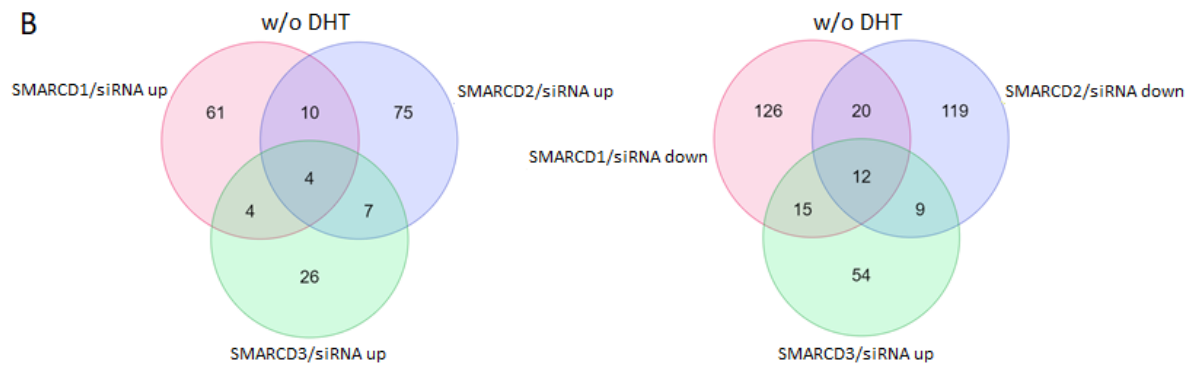 B
w/o DHT
w/o DHT
SMARCD1/siRNA up
61
10
75
SMARCD2/siRNA up
4
4
7
26
SMARCD3/siRNA up
126
20
119
SMARCD2/siRNA down
SMARCD1/siRNA down
12
15
9
54
SMARCD3/siRNA up